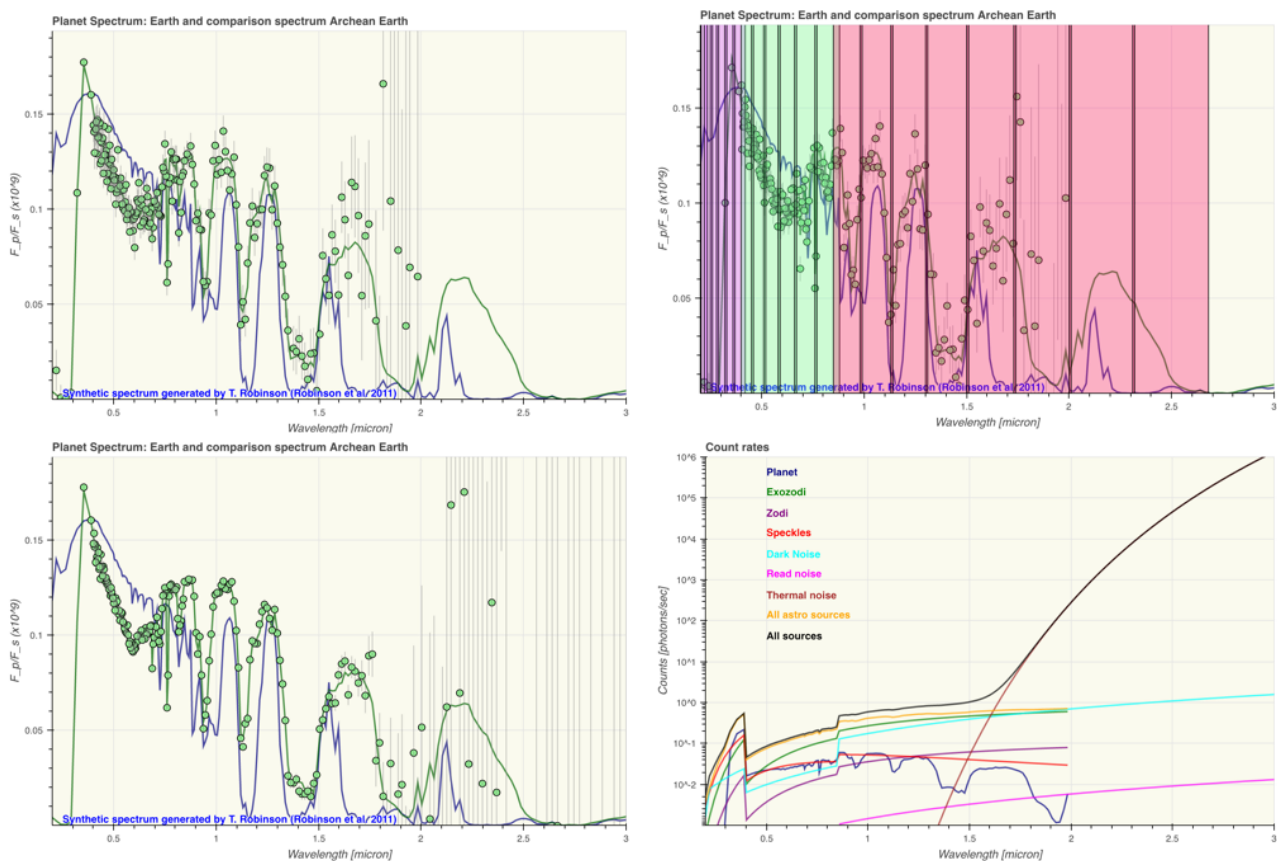 Planet Spectrum: Earth and comparison spectrum Archean Earth
F_p/F_s (x10^9)
0.15
0.1
0.05
Synthetic spectrum generated by T. Robinson (Robinson et al/2011)
0.5
1
1.5
2
2.5
3
Wavelength [micron]
Planet Spectrum: Earth and comparison spectrum Archean Earth
F_p/F_s (x10^9)
0.15
0.1
0.05
Synthetic spectrum generated by T. Robinson (Robinson et al/2011)
0.5
1
1.5
2
2.5
3
Wavelength [micron]
Planet Spectrum: Earth and comparison spectrum Archean Earth
F_p/F_s (x10^9)
0.15
0.1
0.05
Synthetic spectrum generated by T. Robinson (Robinson et al/2011)
0.5
1
1.5
2
2.5
3
Wavelength [micron]
Count rates
Counts [photons/sec]
10^6
10^5
10^4
10^3
10^2
10^1
10^0
10^-1
10^-2
Planet
Exozodi
Zodi
Speckles
Dark Noise
Read noise
Thermal noise
All astro sources
All sources
0.5
1
1.5
2
2.5
3
Wavelength [micron]